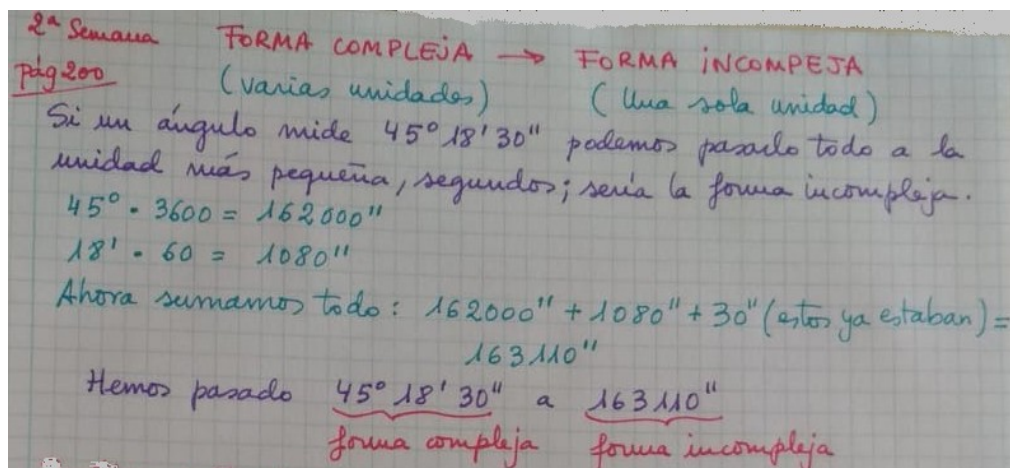 2ª Semana FORMA COMPLEJA → FORMA INCOMPEJA
pág 200 (varias unidades) (Una sola unidad)
Si un ángulo mide 45° 18' 30" podemos pasarlo todo a la
unidad más pequeña, segundos; sería la forma incompleja.
45° · 3600 = 162000"
18' · 60 = 1080"
Ahora sumamos todo: 162000" + 1080" + 30" (estos ya estaban) =
163110"
Hemos pasado 45° 18' 30" a 163110"
forma compleja forma incompleja